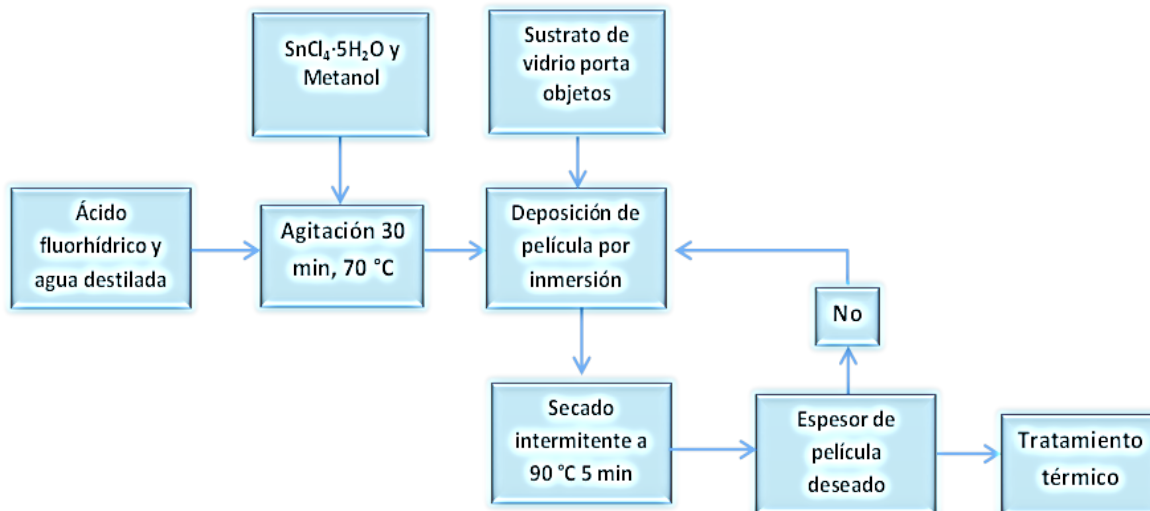 SnCl₄·5H₂O y
Metanol
Sustrato de
vidrio porta
objetos
Ácido
fluorhídrico y
agua destilada
Agitación 30
min, 70 °C
Deposición de
película por
inmersión
No
Secado
intermitente a
90 °C 5 min
Espesor de
película
deseado
Tratamiento
térmico